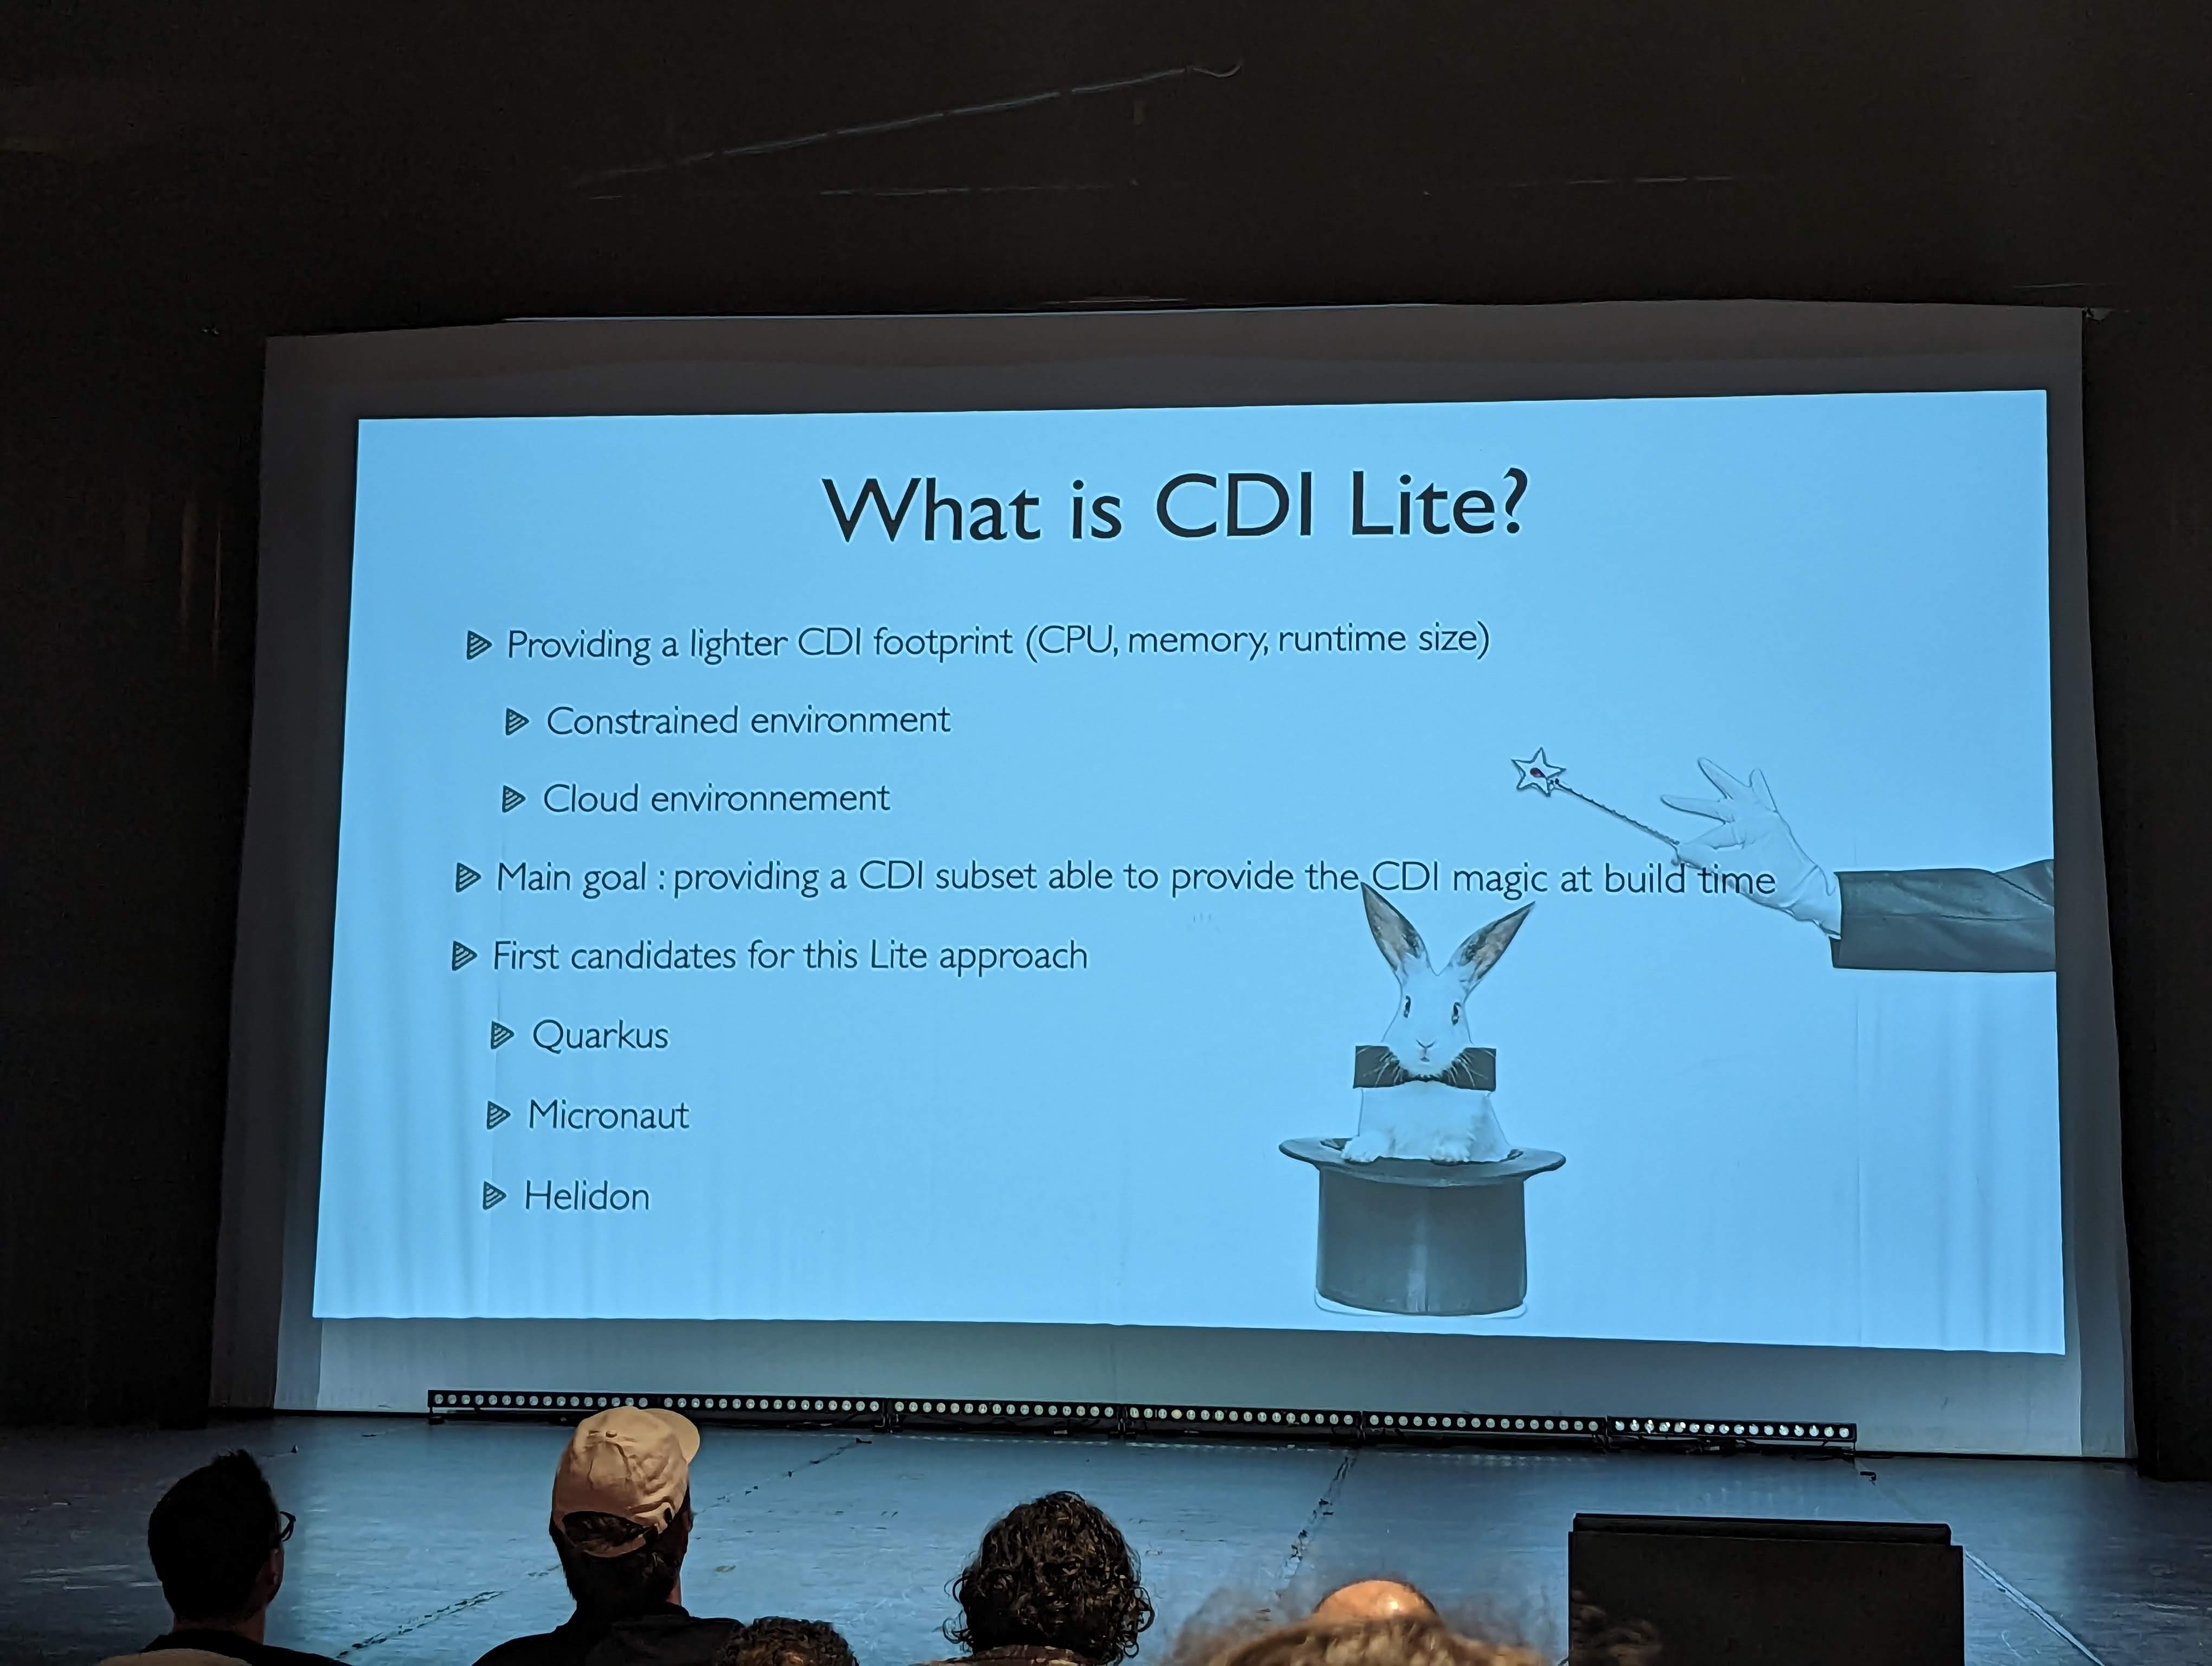 What is CDI Lite?
Providing a lighter CDI footprint (CPU, memory, runtime size)
Constrained environment
Cloud environnement
Main goal : providing a CDI subset able to provide the CDI magic at build time
First candidates for this Lite approach
Quarkus
Micronaut
Helidon